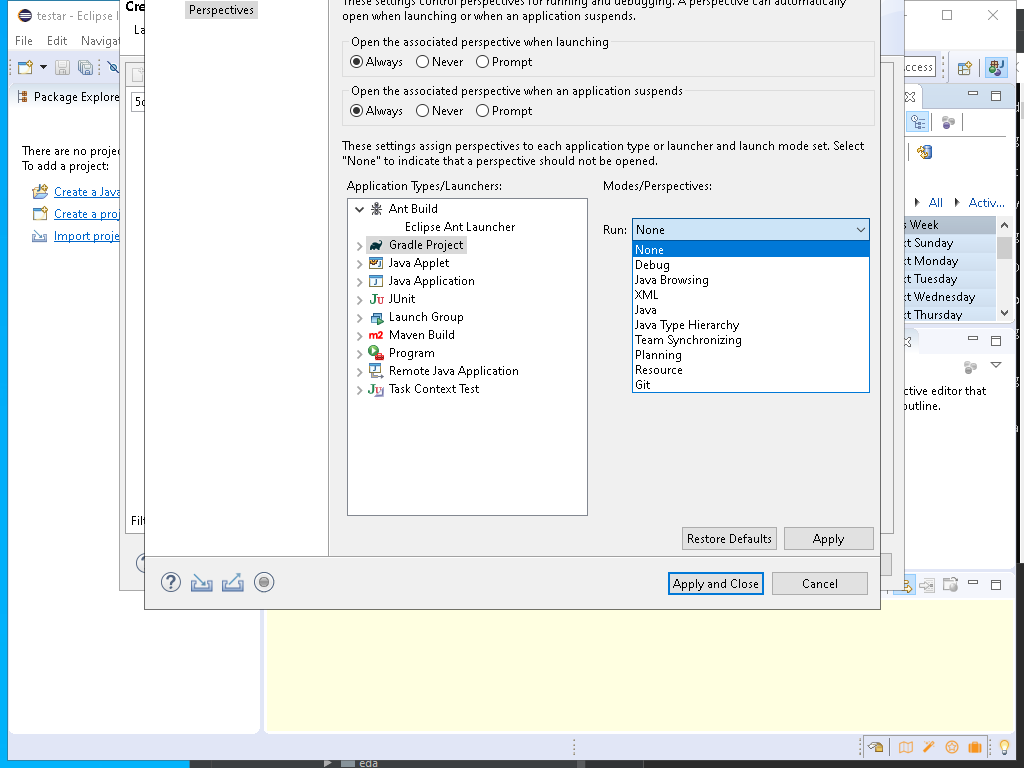 testar - Eclipse
File Edit Navigat
Cre
La
Perspectives
These settings control perspectives for running and debugging. A perspective can automatically
open when launching or when an application suspends.
Open the associated perspective when launching
Always Never Prompt
Open the associated perspective when an application suspends
Always Never Prompt
These settings assign perspectives to each application type or launcher and launch mode set. Select
"None" to indicate that a perspective should not be opened.
Application Types/Launchers:
Modes/Perspectives:
Ant Build
Eclipse Ant Launcher
Gradle Project
Java Applet
Java Application
JUnit
Launch Group
Maven Build
Program
Remote Java Application
Task Context Test
Run: None
None
Debug
Java Browsing
XML
Java
Java Type Hierarchy
Team Synchronizing
Planning
Resource
Git
Restore Defaults Apply
Apply and Close Cancel
Package Explore
There are no projec
To add a project:
Create a Java
Create a proj
Import proje
Filt
ccess
All Activ...
s Week
xt Sunday
xt Monday
xt Tuesday
xt Wednesday
xt Thursday
ctive editor that
outline.
eda